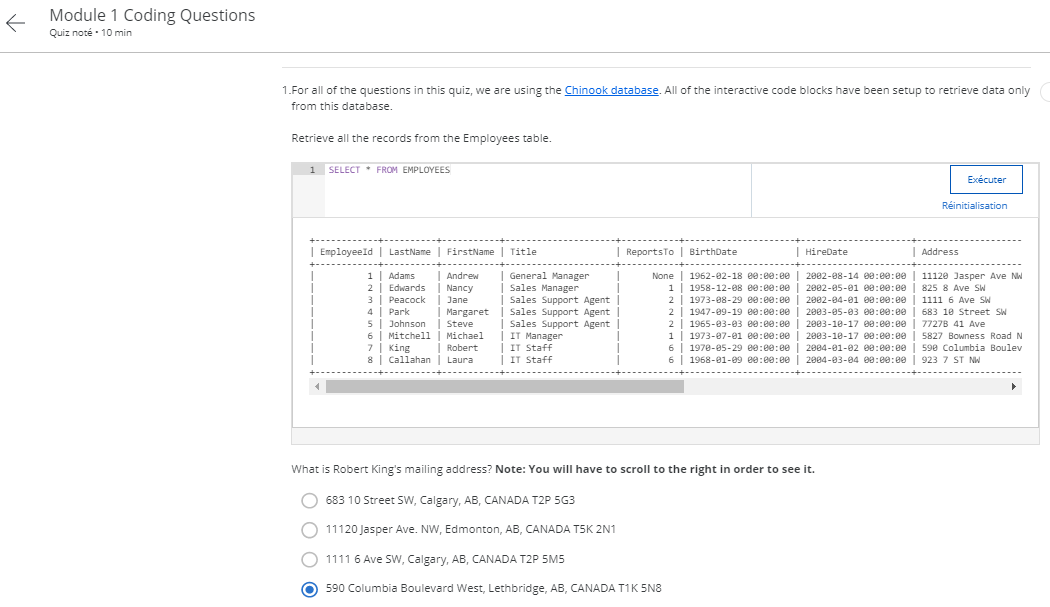 Module 1 Coding Questions
Quiz noté • 10 min
1.For all of the questions in this quiz, we are using the Chinook database. All of the interactive code blocks have been setup to retrieve data only
from this database.
Retrieve all the records from the Employees table.
1 SELECT * FROM EMPLOYEES
Exécuter
Réinitialisation
| EmployeeId | LastName | FirstName | Title | ReportsTo | BirthDate | HireDate | Address
| 1 | Adams | Andrew | General Manager | None | 1962-02-18 00:00:00 | 2002-08-14 00:00:00 | 11120 Jasper Ave NW
| 2 | Edwards | Nancy | Sales Manager | 1 | 1958-12-08 00:00:00 | 2002-05-01 00:00:00 | 825 8 Ave SW
| 3 | Peacock | Jane | Sales Support Agent | 2 | 1973-08-29 00:00:00 | 2002-04-01 00:00:00 | 1111 6 Ave SW
| 4 | Park | Margaret | Sales Support Agent | 2 | 1947-09-19 00:00:00 | 2003-05-03 00:00:00 | 683 10 Street SW
| 5 | Johnson | Steve | Sales Support Agent | 2 | 1965-03-03 00:00:00 | 2003-10-17 00:00:00 | 7727B 41 Ave
| 6 | Mitchell | Michael | IT Manager | 1 | 1973-07-01 00:00:00 | 2003-10-17 00:00:00 | 5827 Bowness Road N
| 7 | King | Robert | IT Staff | 6 | 1970-05-29 00:00:00 | 2004-01-02 00:00:00 | 590 Columbia Boulev
| 8 | Callahan | Laura | IT Staff | 6 | 1968-01-09 00:00:00 | 2004-03-04 00:00:00 | 923 7 ST NW
What is Robert King's mailing address? Note: You will have to scroll to the right in order to see it.
683 10 Street SW, Calgary, AB, CANADA T2P 5G3
11120 Jasper Ave. NW, Edmonton, AB, CANADA T5K 2N1
1111 6 Ave SW, Calgary, AB, CANADA T2P 5M5
590 Columbia Boulevard West, Lethbridge, AB, CANADA T1K 5N8